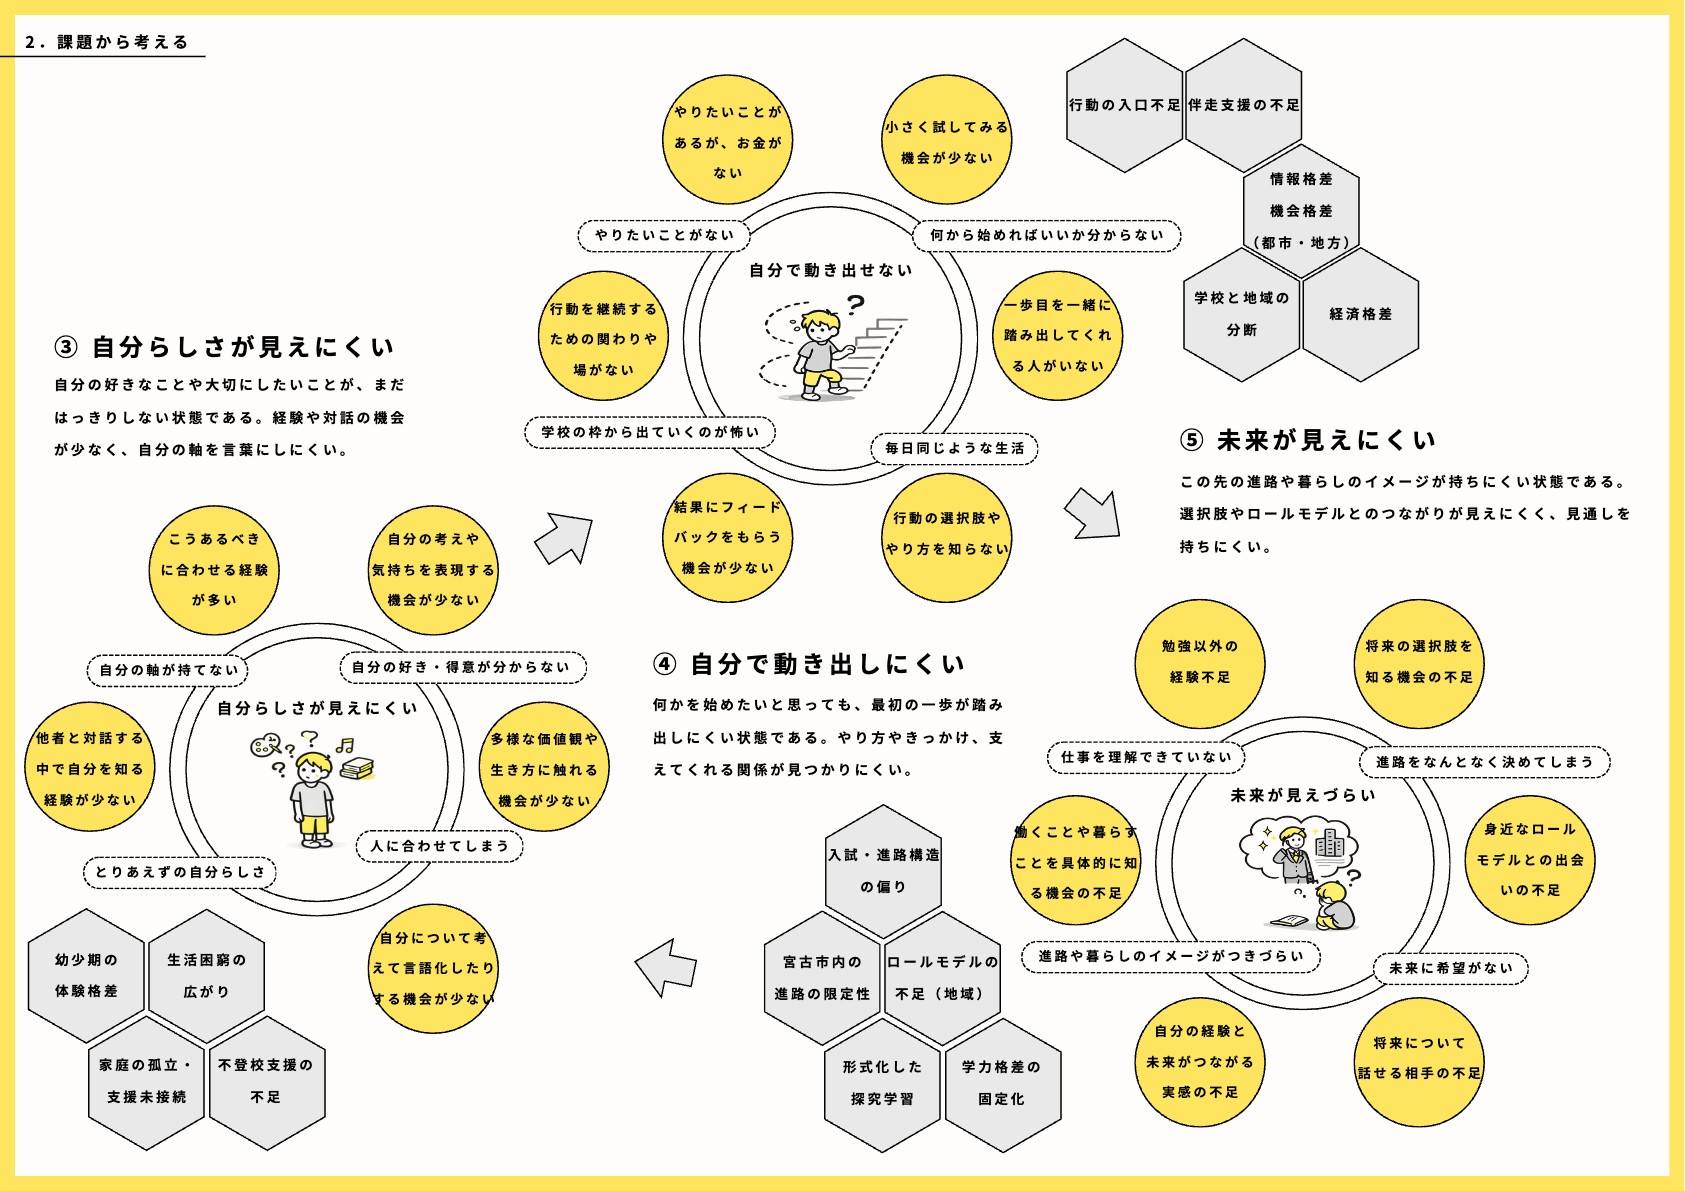 2. 課題から考える
③ 自分らしさが見えにくい
自分の好きなことや大切にしたいことが、まだ
はっきりしない状態である。経験や対話の機会
が少なく、自分の軸を言葉にしにくい。
こうあるべき
に合わせる経験
が多い
自分の考えや
気持ちを表現する
機会が少ない
自分の軸が持てない
自分の好き・得意が分からない
自分らしさが見えにくい
他者と対話する
中で自分を知る
経験が少ない
多様な価値観や
生き方に触れる
機会が少ない
人に合わせてしまう
とりあえずの自分らしさ
自分について考
えて言語化したり
する機会が少ない
幼少期の
体験格差
生活困窮の
広がり
家庭の孤立・
支援未接続
不登校支援の
不足
やりたいことが
あるが、お金が
ない
小さく試してみる
機会が少ない
やりたいことがない
何から始めればいいか分からない
自分で動き出せない
?
行動を継続する
ための関わりや
場がない
一歩目を一緒に
踏み出してくれ
る人がいない
学校の枠から出ていくのが怖い
毎日同じような生活
結果にフィード
バックをもらう
機会が少ない
行動の選択肢や
やり方を知らない
行動の入口不足
伴走支援の不足
情報格差
機会格差
（都市・地方）
学校と地域の
分断
経済格差
④ 自分で動き出しにくい
何かを始めたいと思っても、最初の一歩が踏み
出しにくい状態である。やり方やきっかけ、支
えてくれる関係が見つかりにくい。
入試・進路構造
の偏り
宮古市内の
進路の限定性
ロールモデルの
不足（地域）
形式化した
探究学習
学力格差の
固定化
⑤ 未来が見えにくい
この先の進路や暮らしのイメージが持ちにくい状態である。
選択肢やロールモデルとのつながりが見えにくく、見通しを
持ちにくい。
勉強以外の
経験不足
将来の選択肢を
知る機会の不足
仕事を理解できていない
進路をなんとなく決めてしまう
未来が見えづらい
働くことや暮らす
ことを具体的に知
る機会の不足
身近なロール
モデルとの出会
いの不足
進路や暮らしのイメージがつきづらい
未来に希望がない
自分の経験と
未来がつながる
実感の不足
将来について
話せる相手の不足